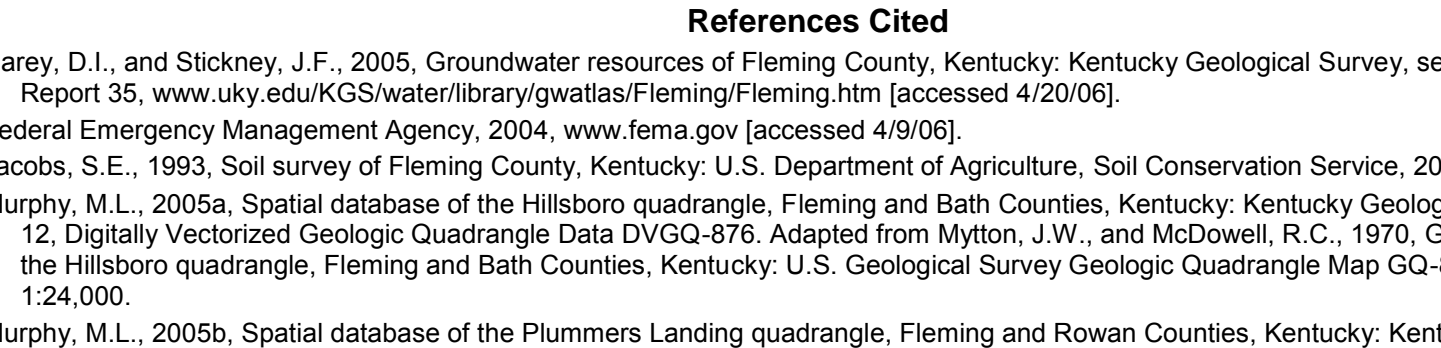 References Cited
arey, D.I., and Stickney, J.F., 2005, Groundwater resources of Fleming County, Kentucky: Kentucky Geological Survey, se
Report 35, www.uky.edu/KGS/water/library/gwatlas/Fleming/Fleming.htm [accessed 4/20/06].
ederal Emergency Management Agency, 2004, www.fema.gov [accessed 4/9/06].
acobs, S.E., 1993, Soil survey of Fleming County, Kentucky: U.S. Department of Agriculture, Soil Conservation Service, 20
urphy, M.L., 2005a, Spatial database of the Hillsboro quadrangle, Fleming and Bath Counties, Kentucky: Kentucky Geolog
12, Digitally Vectorized Geologic Quadrangle Data DVGQ-876. Adapted from Mytton, J.W., and McDowell, R.C., 1970, G
the Hillsboro quadrangle, Fleming and Bath Counties, Kentucky: U.S. Geological Survey Geologic Quadrangle Map GQ-8
1:24,000.
urphy, M.L., 2005b, Spatial database of the Plummers Landing quadrangle, Fleming and Rowan Counties, Kentucky: Kent